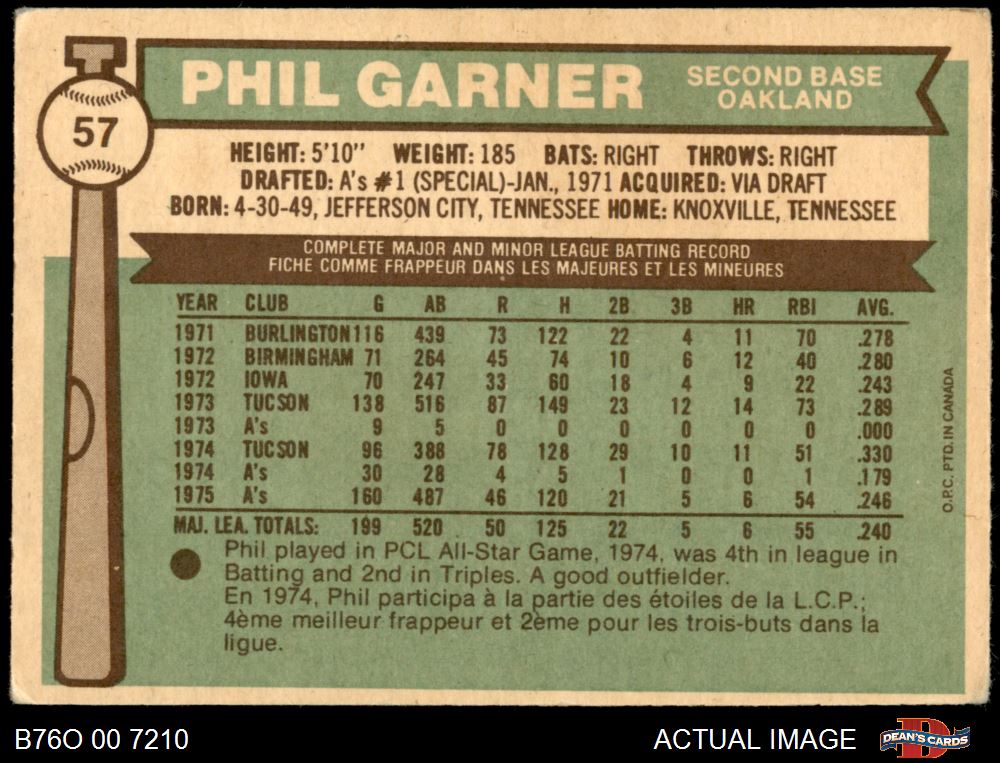 PHIL GARNER
SECOND BASE
OAKLAND
57
HEIGHT: 5'10" WEIGHT: 185 BATS: RIGHT THROWS: RIGHT
DRAFTED: A's #1 (SPECIAL)-JAN., 1971 ACQUIRED: VIA DRAFT
BORN: 4-30-49, JEFFERSON CITY, TENNESSEE HOME: KNOXVILLE, TENNESSEE
COMPLETE MAJOR AND MINOR LEAGUE BATTING RECORD
FICHE COMME FRAPPEUR DANS LES MAJEURES ET LES MINEURES
YEAR CLUB G AB R H 2B 3B HR RBI AVG.
1971 BURLINGTON 116 439 73 122 22 4 11 70 .278
1972 BIRMINGHAM 71 264 45 74 10 6 12 40 .280
1972 IOWA 70 247 33 60 18 4 9 22 .243
1973 TUCSON 138 516 87 149 23 12 14 73 .289
1973 A's 9 5 0 0 0 0 0 0 .000
1974 TUCSON 96 388 78 128 29 10 11 51 .330
1974 A's 30 28 4 5 1 0 0 1 .179
1975 A's 160 487 46 120 21 5 6 54 .246
MAJ. LEA. TOTALS: 199 520 50 125 22 5 6 55 .240
Phil played in PCL All-Star Game, 1974, was 4th in league in
Batting and 2nd in Triples. A good outfielder.
En 1974, Phil participa à la partie des étoiles de la L.C.P.;
4ème meilleur frappeur et 2ème pour les trois-buts dans la
ligue.
O.P.C. PTD. IN CANADA
B76O 00 7210
ACTUAL IMAGE
D
DEAN'S CARDS